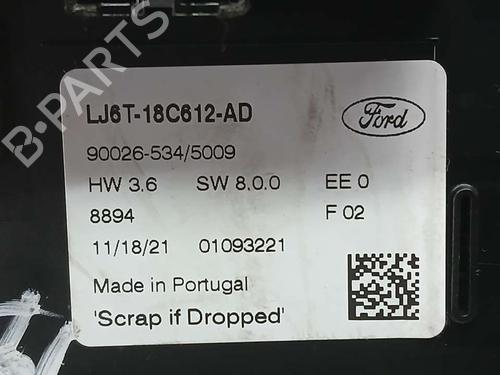 LJ6T-18C612-AD
Ford
90026-534/5009
HW 3.6 SW 8.0.0 EE 0
8894 F 02
11/18/21 01093221
Made in Portugal
'Scrap if Dropped'